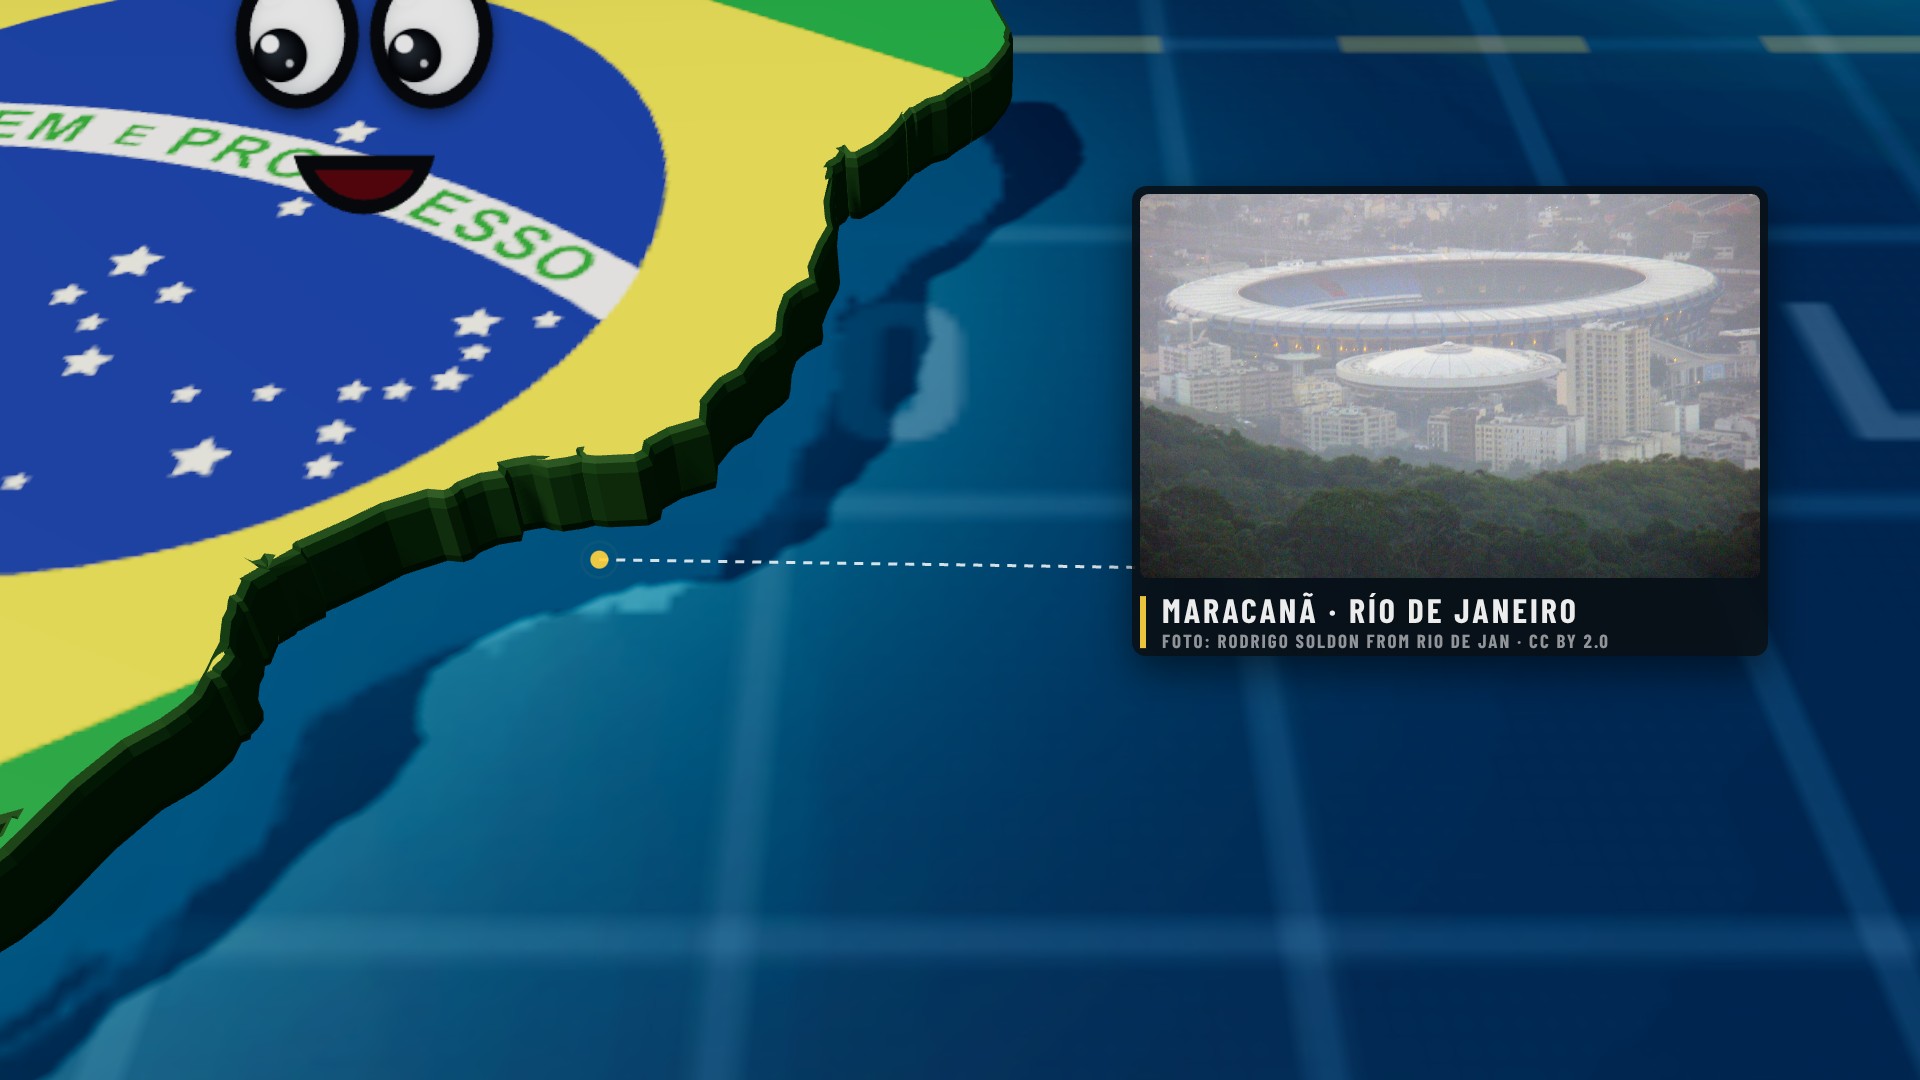 EM E PRO ESSO
MARACANÃ · RÍO DE JANEIRO
FOTO: RODRIGO SOLDON FROM RIO DE JAN · CC BY 2.0